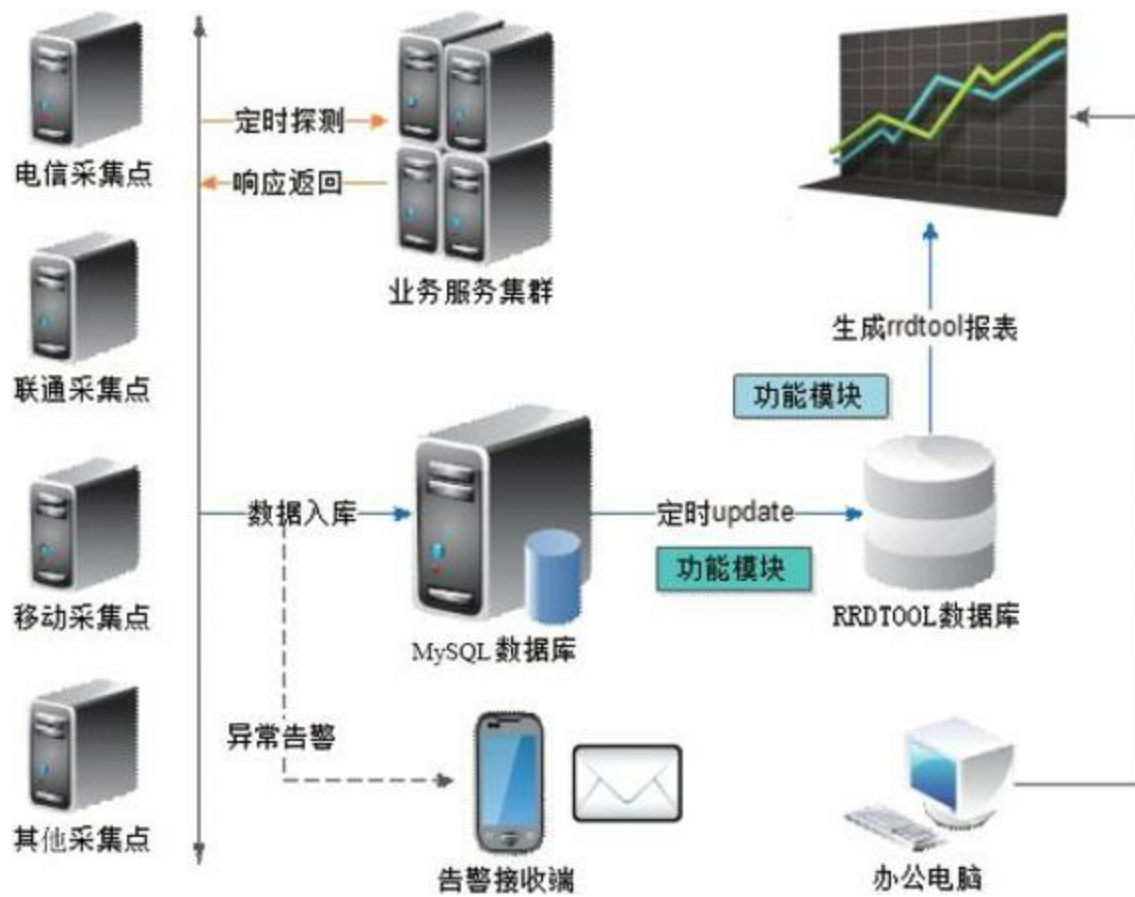 电信采集点
定时探测
响应返回
业务服务集群
联通采集点
生成rrdtool报表
功能模块
数据入库
定时update
功能模块
移动采集点
MySQL 数据库
RRDTOOL数据库
异常告警
其他采集点
告警接收端
办公电脑